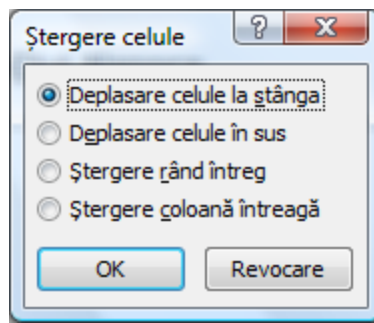 Ștergere celule
Deplasare celule la stânga
Deplasare celule în sus
Ștergere rând întreg
Ștergere coloană întreagă
OK Revocare